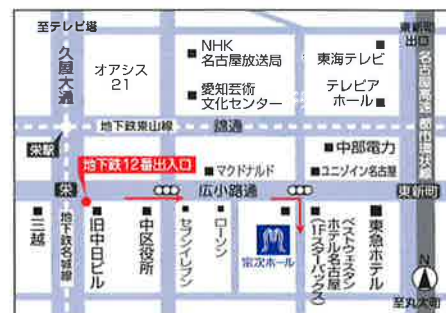 至テレビ塔
久屋大通
オアシス
21
NHK
名古屋放送局
愛知芸術
文化センター
東海テレビ
テレピア
ホール
東新町
出口
名古屋高速 都市環状線
地下鉄東山線
錦通
栄駅
地下鉄12番出入口
マクドナルド
中部電力
ユニゾイン名古屋
栄
広小路通
東新町
三越
地下鉄名城線
旧中日ビル
中区役所
セブンイレブン
ローソン
宗次ホール
ベストウェスタン
ホテル名古屋
(1Fスターバックス)
東急ホテル
N
至丸太町